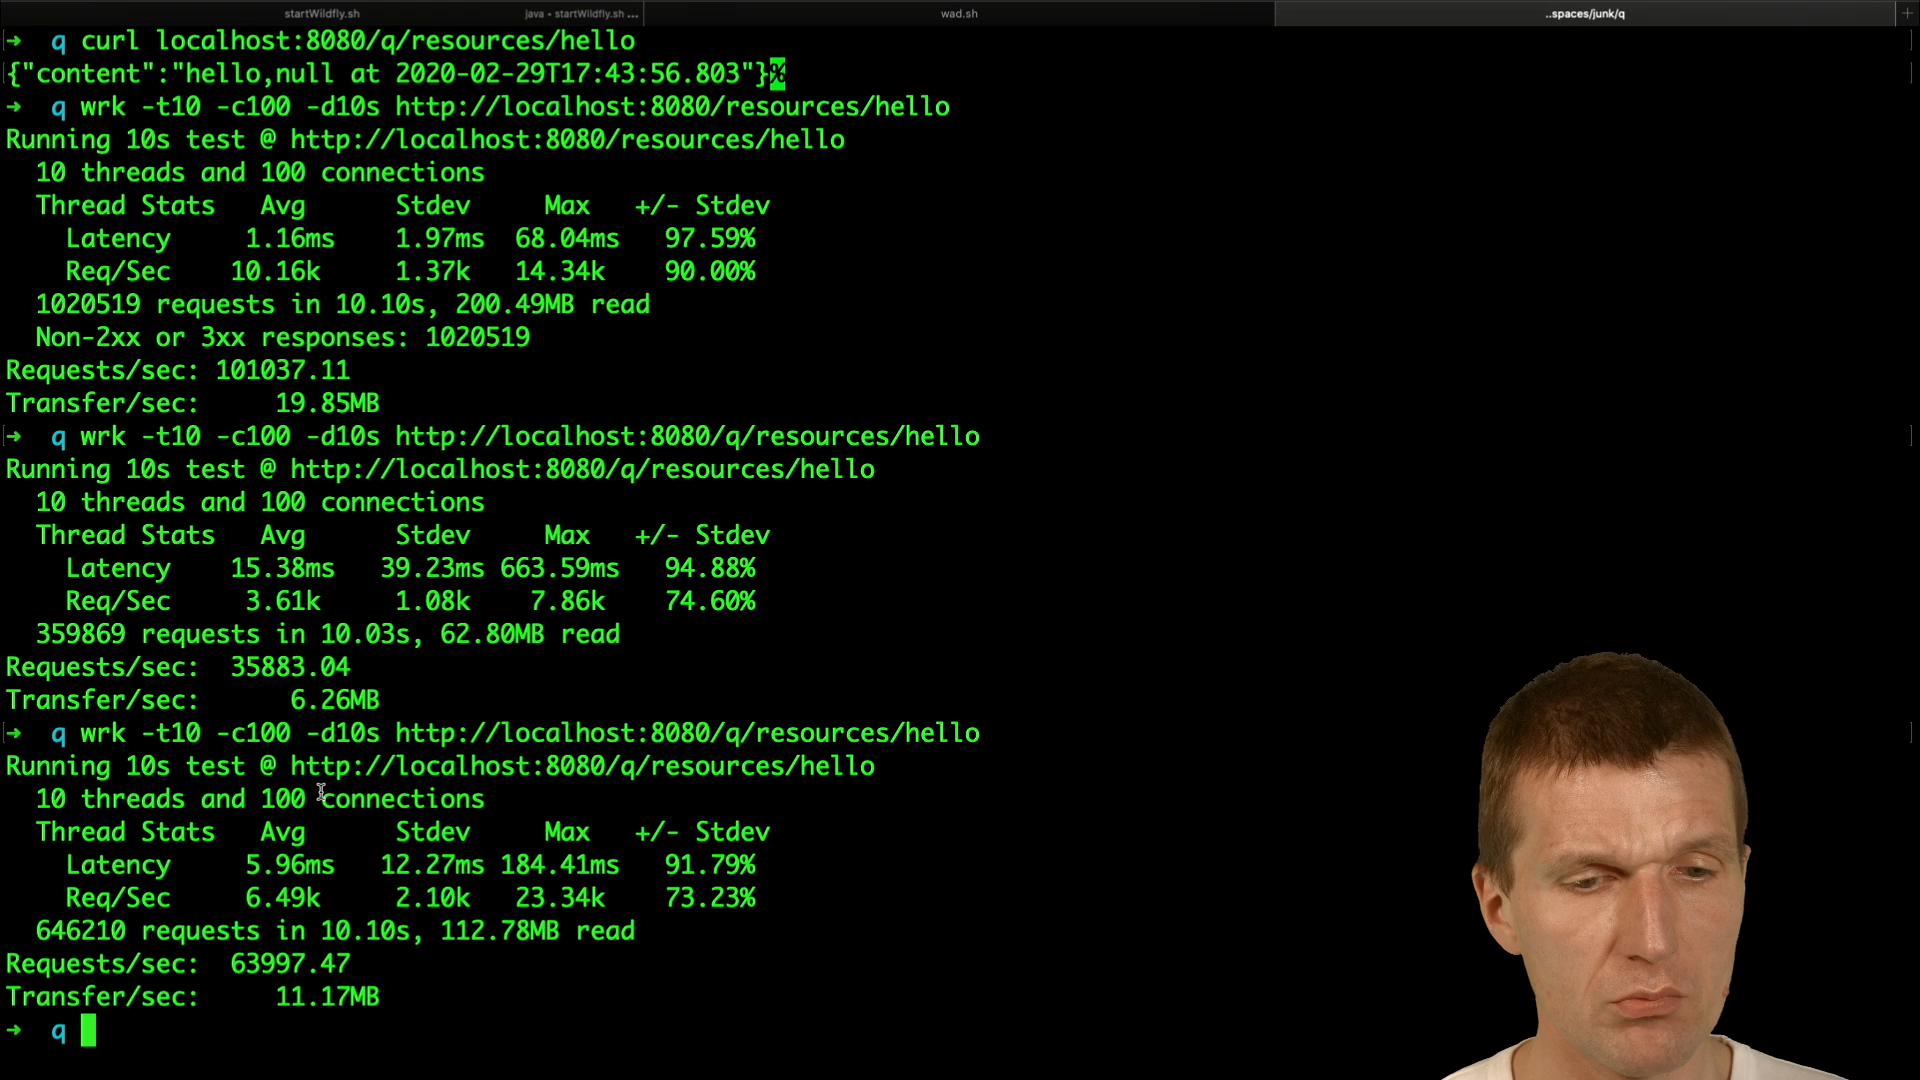 startWildfly.sh
java • startWildfly.sh ...
wad.sh
..spaces/junk/q
+
→ q curl localhost:8080/q/resources/hello
{"content":"hello,null at 2020-02-29T17:43:56.803"}%
→ q wrk -t10 -c100 -d10s http://localhost:8080/resources/hello
Running 10s test @ http://localhost:8080/resources/hello
10 threads and 100 connections
Thread Stats Avg Stdev Max +/- Stdev
Latency 1.16ms 1.97ms 68.04ms 97.59%
Req/Sec 10.16k 1.37k 14.34k 90.00%
1020519 requests in 10.10s, 200.49MB read
Non-2xx or 3xx responses: 1020519
Requests/sec: 101037.11
Transfer/sec: 19.85MB
→ q wrk -t10 -c100 -d10s http://localhost:8080/q/resources/hello
Running 10s test @ http://localhost:8080/q/resources/hello
10 threads and 100 connections
Thread Stats Avg Stdev Max +/- Stdev
Latency 15.38ms 39.23ms 663.59ms 94.88%
Req/Sec 3.61k 1.08k 7.86k 74.60%
359869 requests in 10.03s, 62.80MB read
Requests/sec: 35883.04
Transfer/sec: 6.26MB
→ q wrk -t10 -c100 -d10s http://localhost:8080/q/resources/hello
Running 10s test @ http://localhost:8080/q/resources/hello
10 threads and 100 connections
Thread Stats Avg Stdev Max +/- Stdev
Latency 5.96ms 12.27ms 184.41ms 91.79%
Req/Sec 6.49k 2.10k 23.34k 73.23%
646210 requests in 10.10s, 112.78MB read
Requests/sec: 63997.47
Transfer/sec: 11.17MB
→ q